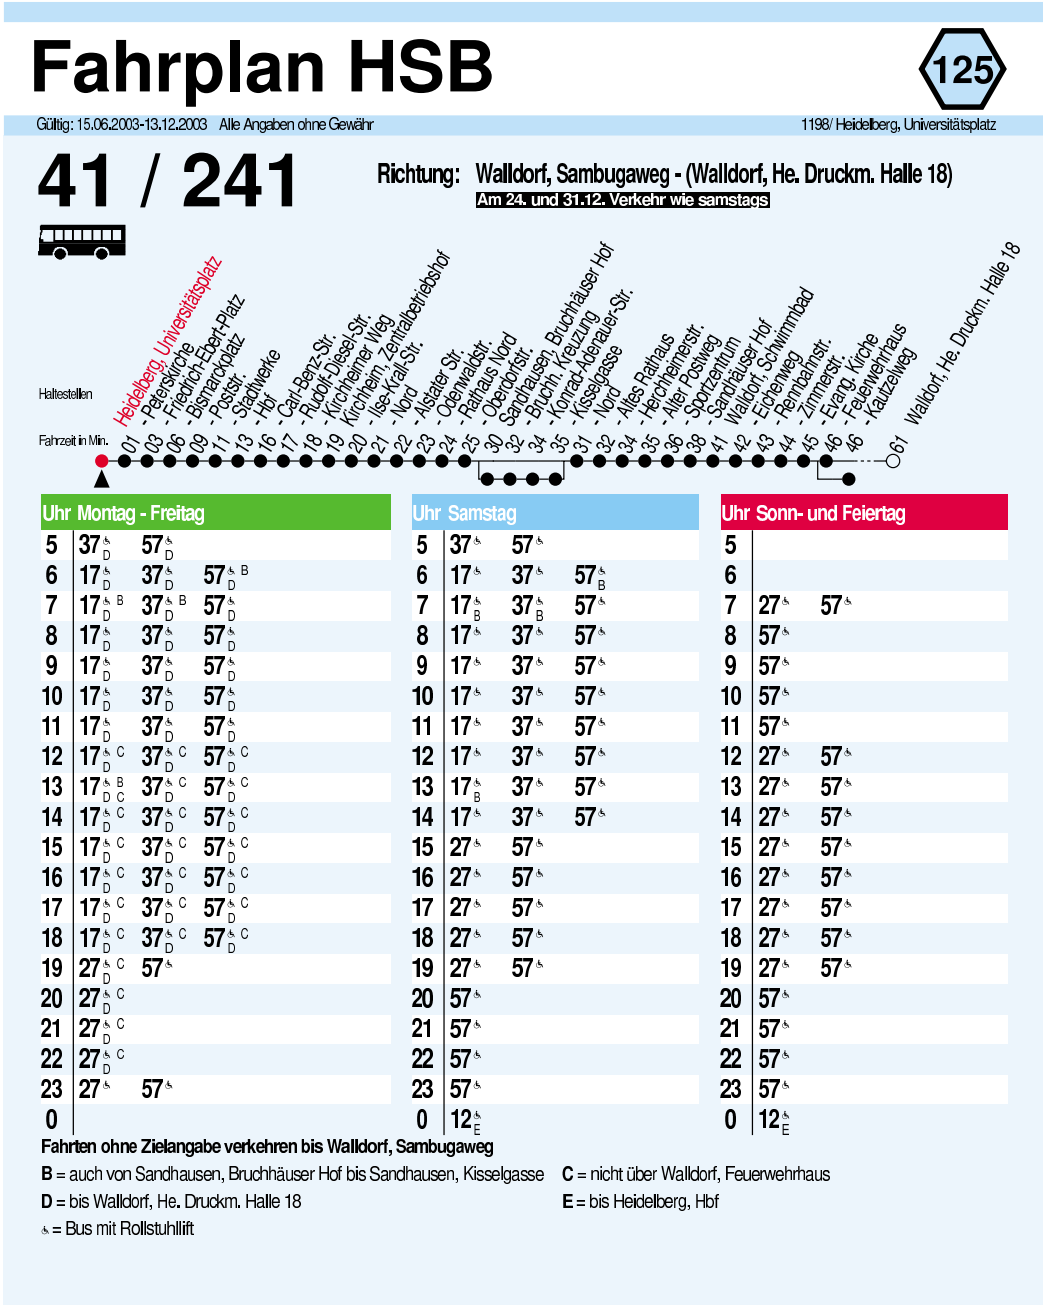 Fahrplan HSB
125
Gültig: 15.06.2003-13.12.2003 Alle Angaben ohne Gewähr
1198/ Heidelberg, Universitätsplatz
41 / 241
Richtung: Walldorf, Sambugaweg - (Walldorf, He. Druckm. Halle 18)
Am 24. und 31.12. Verkehr wie samstags
Haltestellen
Fahrzeit in Min.
Heidelberg, Universitätsplatz
01 - Peterskirche
03 - Friedrich-Ebert-Platz
06 - Bismarckplatz
09 - Poststr.
11 - Stadtwerke
13 - Hbf
16 - Carl-Benz-Str.
17 - Rudolf-Diesel-Str.
18 - Kirchheimer Weg
19 Kirchheim, Zentralbetriebshof
20 - Ilse-Krall-Str.
21 - Nord
22 - Alstater Str.
23 - Odenwaldstr.
24 - Rathaus Nord
25 - Oberdorfstr.
30 Sandhausen, Bruchhäuser Hof
32 - Bruchh. Kreuzung
34 - Konrad-Adenauer-Str.
35 - Kisselgasse
31 - Nord
32 - Altes Rathaus
34 - Herchheimerstr.
35 - Alter Postweg
36 - Sportzentrum
38 - Sandhäuser Hof
41 Walldorf, Schwimmbad
42 - Eichenweg
43 - Rennbahnstr.
44 - Zimmerstr.
45 - Evang. Kirche
46 - Feuerwehrhaus
46 - Kautzelweg
61 Walldorf, He. Druckm. Halle 18
Uhr Montag - Freitag
5 37 D 57 D
6 17 D 37 D 57 D B
7 17 D B 37 D B 57 D
8 17 D 37 D 57 D
9 17 D 37 D 57 D
10 17 D 37 D 57 D
11 17 D 37 D 57 D
12 17 D C 37 D C 57 D C
13 17 D B C 37 D C 57 D C
14 17 D C 37 D C 57 D C
15 17 D C 37 D C 57 D C
16 17 D C 37 D C 57 D C
17 17 D C 37 D C 57 D C
18 17 D C 37 D C 57 D C
19 27 D C 57
20 27 D C
21 27 D C
22 27 D C
23 27 57
0
Uhr Samstag
5 37 57
6 17 37 57 B
7 17 B 37 B 57
8 17 37 57
9 17 37 57
10 17 37 57
11 17 37 57
12 17 37 57
13 17 B 37 57
14 17 37 57
15 27 57
16 27 57
17 27 57
18 27 57
19 27 57
20 57
21 57
22 57
23 57
0 12 E
Uhr Sonn- und Feiertag
5
6
7 27 57
8 57
9 57
10 57
11 57
12 27 57
13 27 57
14 27 57
15 27 57
16 27 57
17 27 57
18 27 57
19 27 57
20 57
21 57
22 57
23 57
0 12 E
Fahrten ohne Zielangabe verkehren bis Walldorf, Sambugaweg
B = auch von Sandhausen, Bruchhäuser Hof bis Sandhausen, Kisselgasse
C = nicht über Walldorf, Feuerwehrhaus
D = bis Walldorf, He. Druckm. Halle 18
E = bis Heidelberg, Hbf
♿ = Bus mit Rollstuhllift